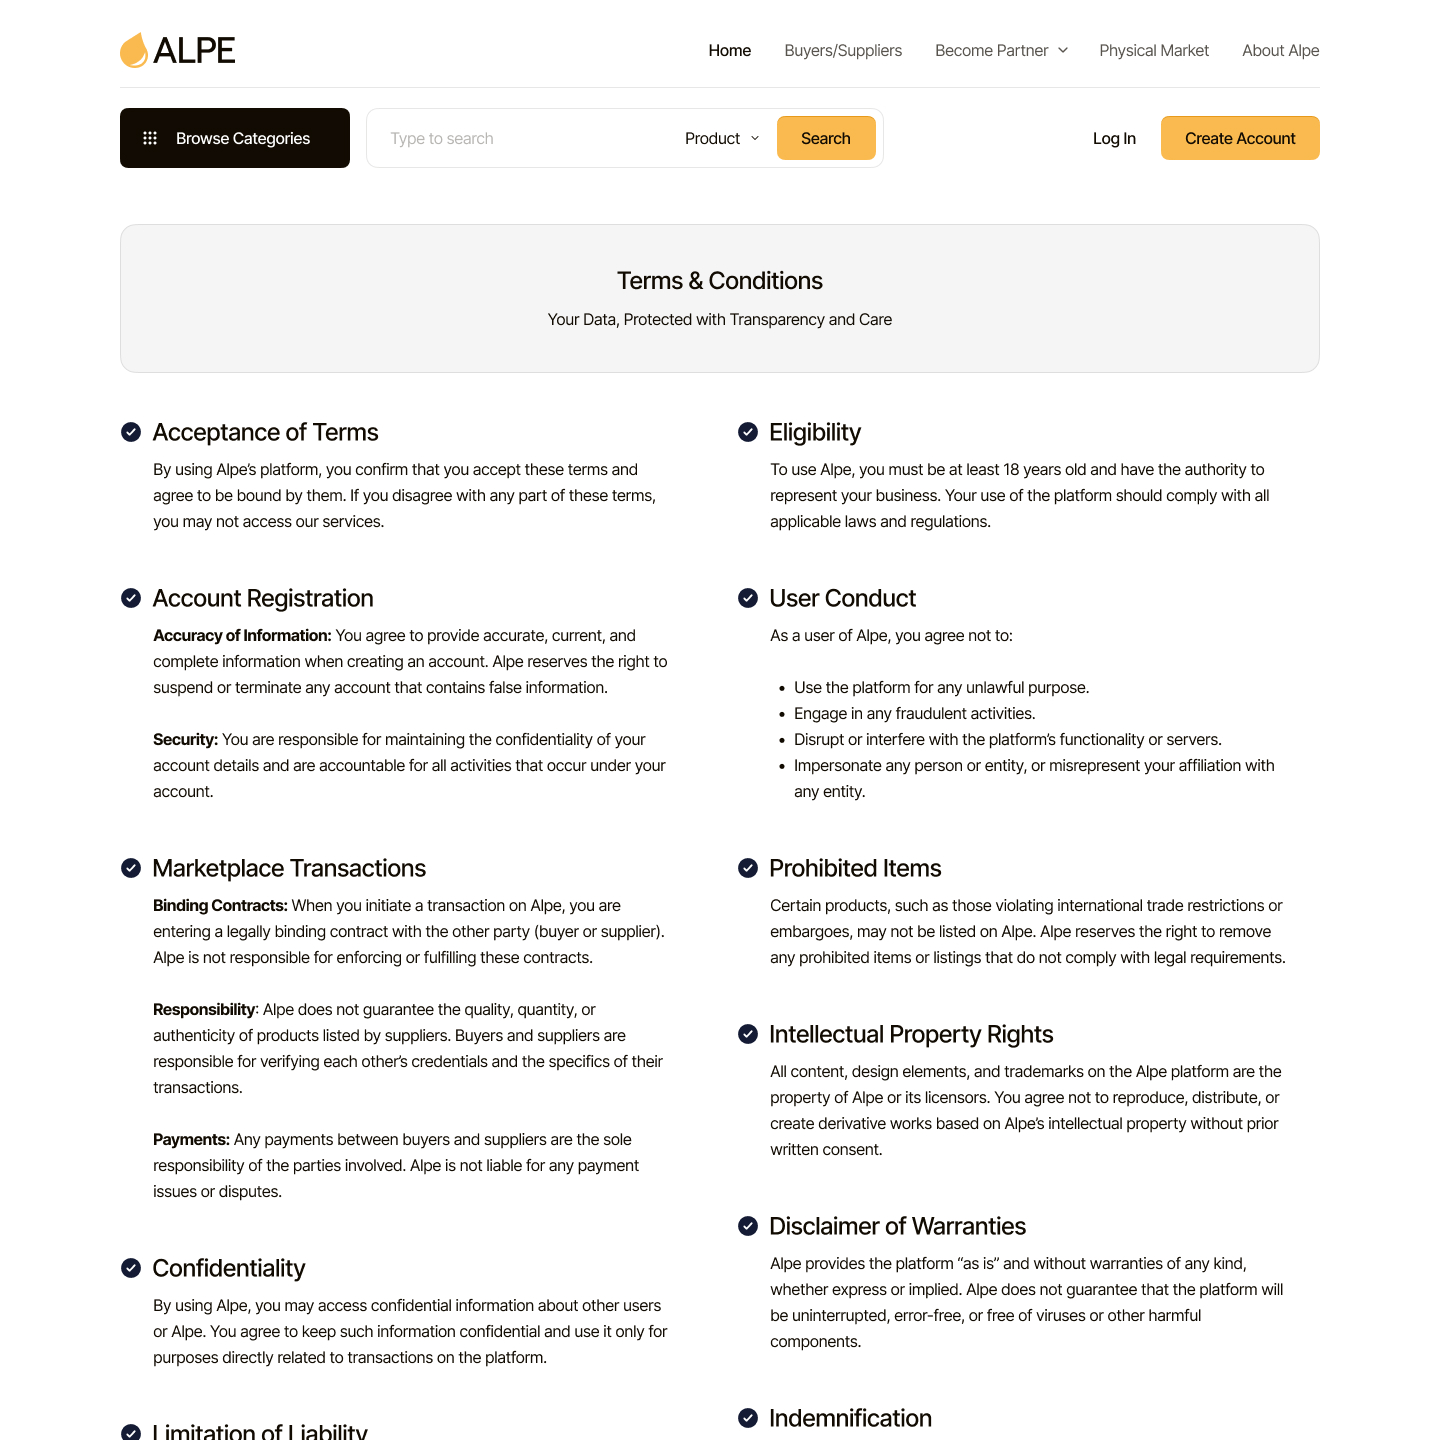 ALPE
Home
Buyers/Suppliers
Become Partner
Physical Market
About Alpe
Browse Categories
Type to search
Product
Search
Log In
Create Account
Terms & Conditions
Your Data, Protected with Transparency and Care
Acceptance of Terms
By using Alpe’s platform, you confirm that you accept these terms and
agree to be bound by them. If you disagree with any part of these terms,
you may not access our services.
Account Registration
Accuracy of Information: You agree to provide accurate, current, and
complete information when creating an account. Alpe reserves the right to
suspend or terminate any account that contains false information.
Security: You are responsible for maintaining the confidentiality of your
account details and are accountable for all activities that occur under your
account.
Marketplace Transactions
Binding Contracts: When you initiate a transaction on Alpe, you are
entering a legally binding contract with the other party (buyer or supplier).
Alpe is not responsible for enforcing or fulfilling these contracts.
Responsibility: Alpe does not guarantee the quality, quantity, or
authenticity of products listed by suppliers. Buyers and suppliers are
responsible for verifying each other’s credentials and the specifics of their
transactions.
Payments: Any payments between buyers and suppliers are the sole
responsibility of the parties involved. Alpe is not liable for any payment
issues or disputes.
Confidentiality
By using Alpe, you may access confidential information about other users
or Alpe. You agree to keep such information confidential and use it only for
purposes directly related to transactions on the platform.
Limitation of Liability
Eligibility
To use Alpe, you must be at least 18 years old and have the authority to
represent your business. Your use of the platform should comply with all
applicable laws and regulations.
User Conduct
As a user of Alpe, you agree not to:
• Use the platform for any unlawful purpose.
• Engage in any fraudulent activities.
• Disrupt or interfere with the platform’s functionality or servers.
• Impersonate any person or entity, or misrepresent your affiliation with
any entity.
Prohibited Items
Certain products, such as those violating international trade restrictions or
embargoes, may not be listed on Alpe. Alpe reserves the right to remove
any prohibited items or listings that do not comply with legal requirements.
Intellectual Property Rights
All content, design elements, and trademarks on the Alpe platform are the
property of Alpe or its licensors. You agree not to reproduce, distribute, or
create derivative works based on Alpe’s intellectual property without prior
written consent.
Disclaimer of Warranties
Alpe provides the platform “as is” and without warranties of any kind,
whether express or implied. Alpe does not guarantee that the platform will
be uninterrupted, error-free, or free of viruses or other harmful
components.
Indemnification